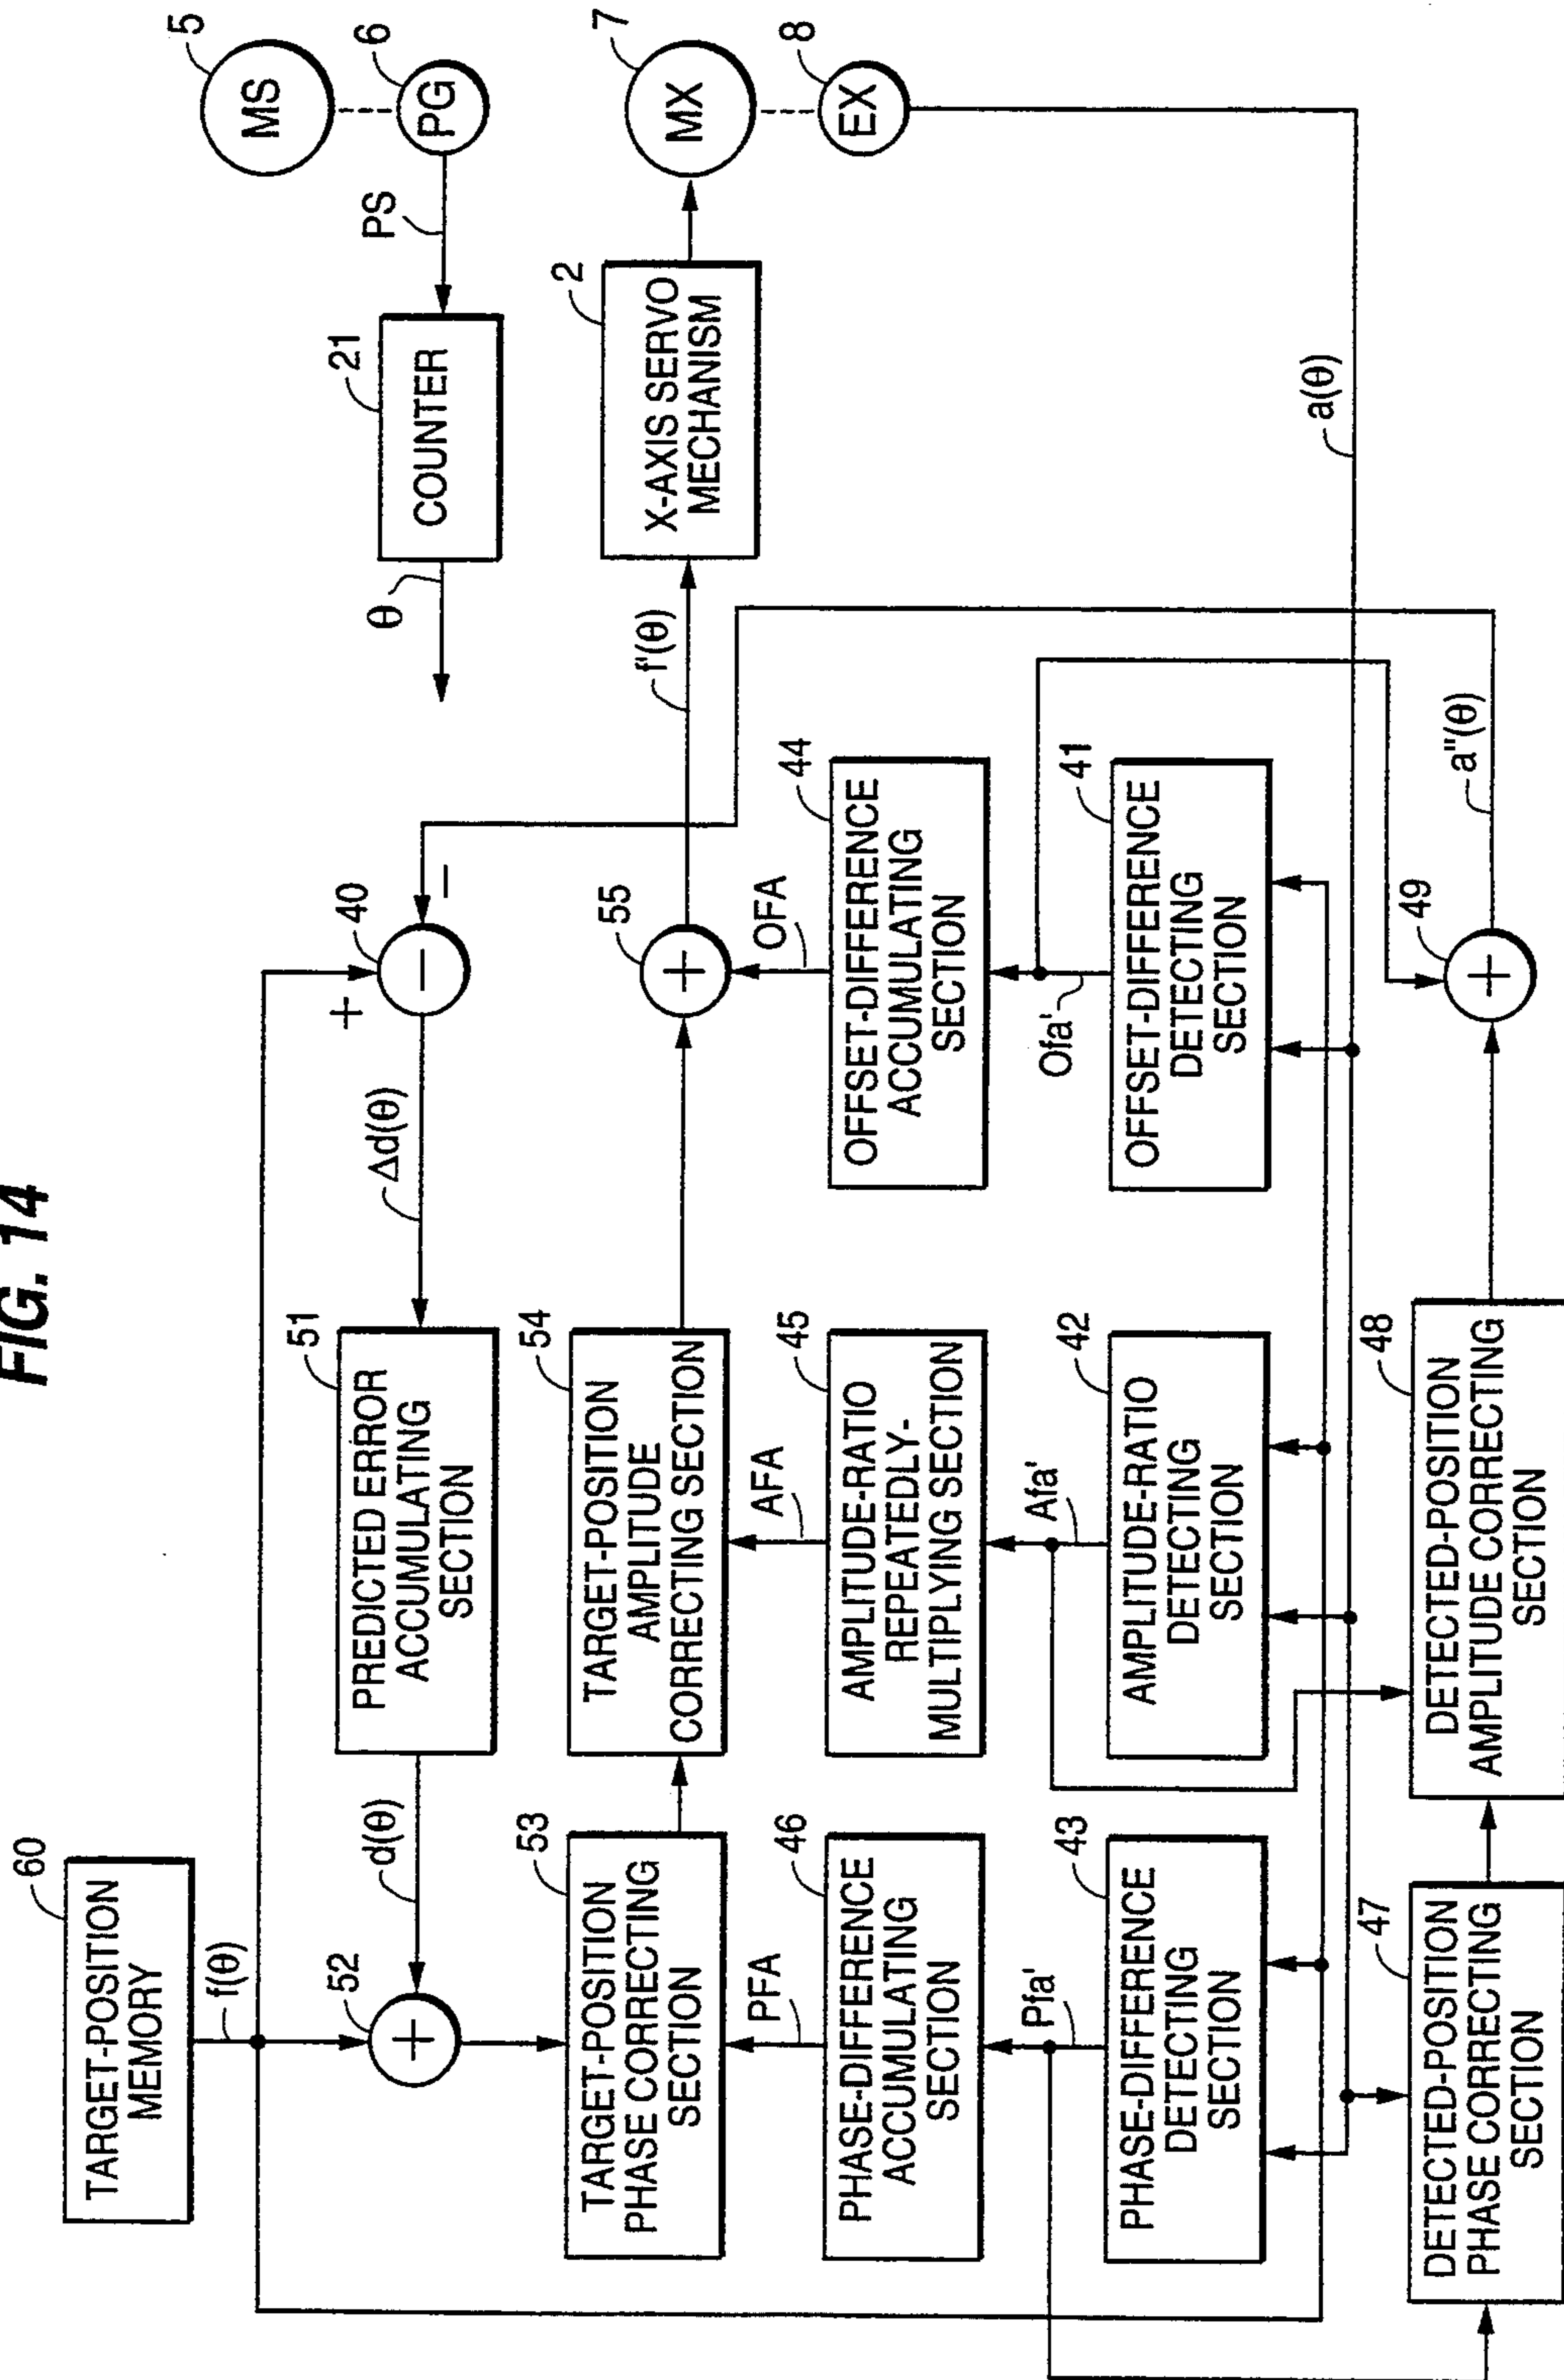 FIG. 14
60
TARGET-POSITION
MEMORY
f(θ)
52
+
d(θ)
51
PREDICTED ERROR
ACCUMULATING
SECTION
Δd(θ)
+
40
−
−
θ
21
COUNTER
PS
5
MS
6
PG
53
TARGET-POSITION
PHASE CORRECTING
SECTION
54
TARGET-POSITION
AMPLITUDE
CORRECTING SECTION
55
+
f'(θ)
2
X-AXIS SERVO
MECHANISM
7
MX
8
EX
PFA
AFA
OFA
46
PHASE-DIFFERENCE
ACCUMULATING
SECTION
45
AMPLITUDE-RATIO
REPEATEDLY-
MULTIPLYING SECTION
44
OFFSET-DIFFERENCE
ACCUMULATING
SECTION
Pfa'
Afa'
Ofa'
43
PHASE-DIFFERENCE
DETECTING
SECTION
42
AMPLITUDE-RATIO
DETECTING
SECTION
41
OFFSET-DIFFERENCE
DETECTING
SECTION
a(θ)
47
DETECTED-POSITION
PHASE CORRECTING
SECTION
48
DETECTED-POSITION
AMPLITUDE CORRECTING
SECTION
49
+
a''(θ)